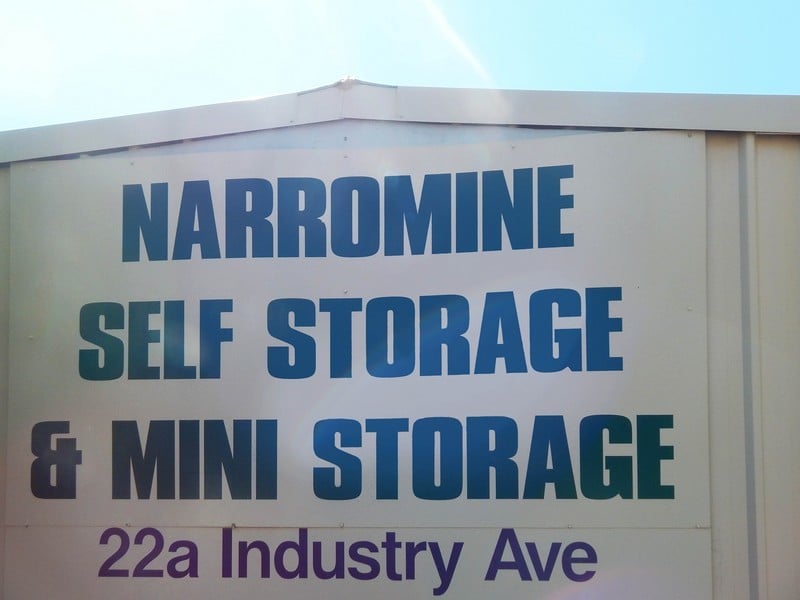 NARROMINE
SELF STORAGE
& MINI STORAGE
22a Industry Ave